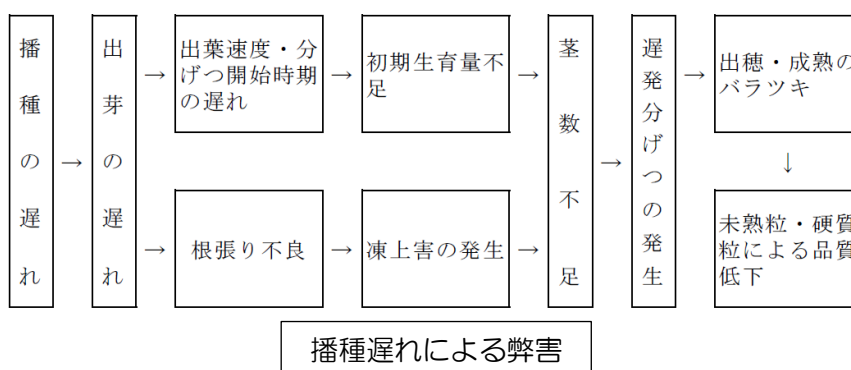 播種の遅れ
→
出芽の遅れ
→
出葉速度・分
げつ開始時期
の遅れ
→
初期生育量不
足
→
根張り不良
→
凍上害の発生
→
茎数不足
→
遅発分げつの発生
→
出穂・成熟の
バラツキ
↓
未熟粒・硬質
粒による品質
低下
播種遅れによる弊害